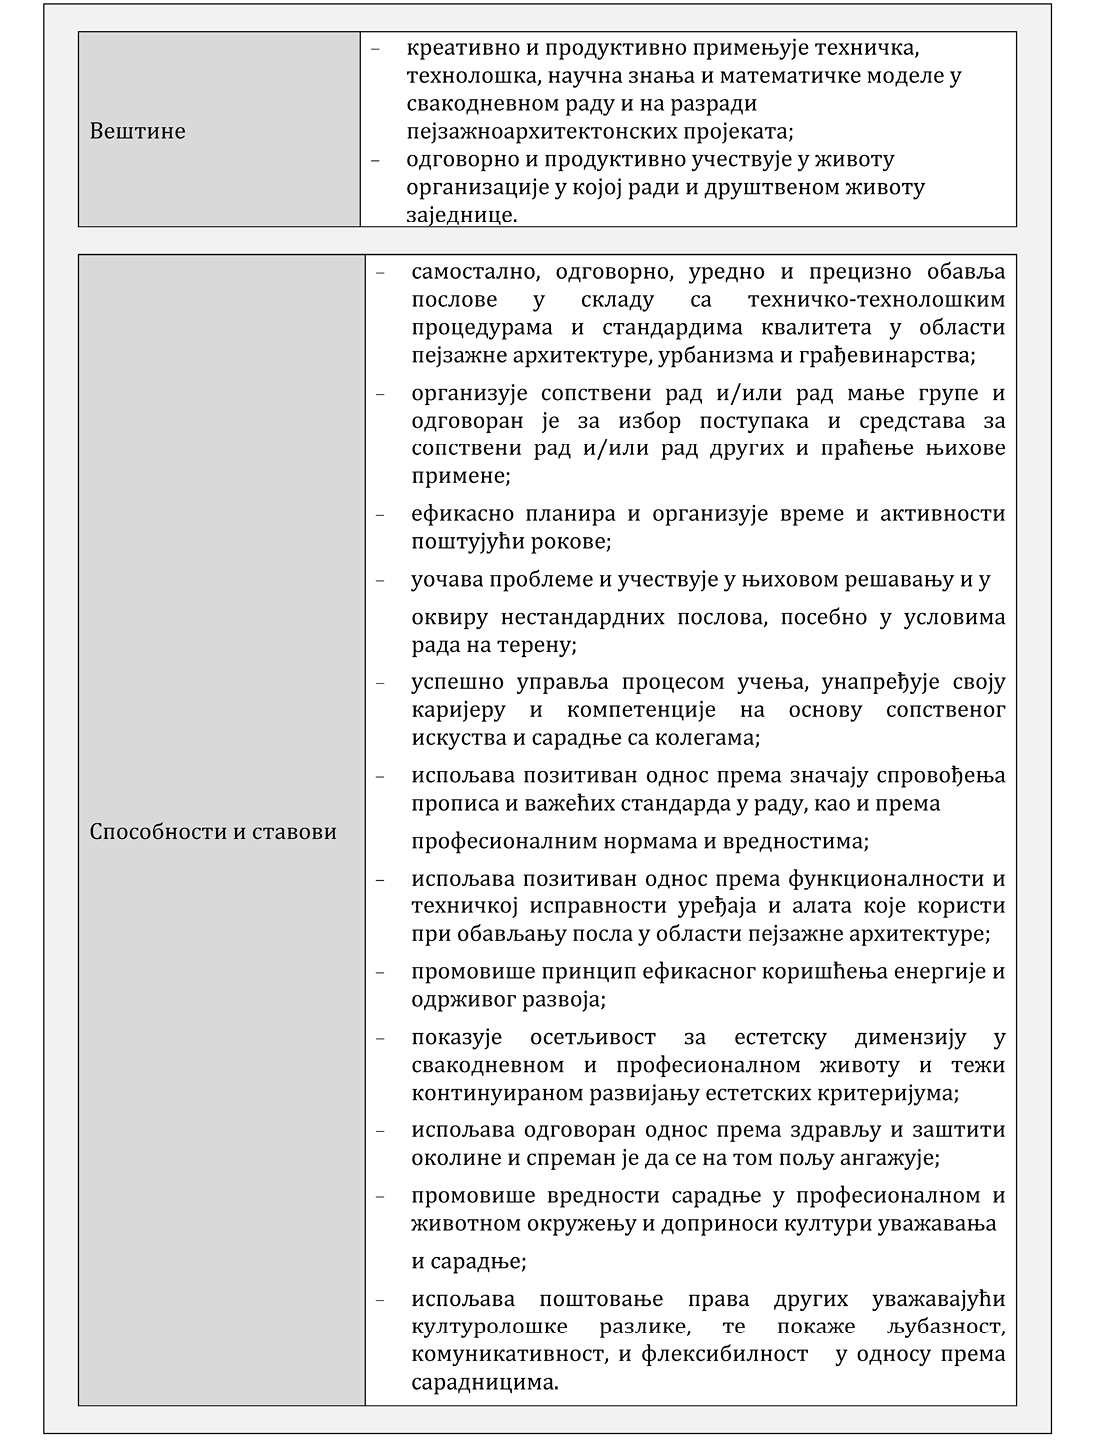 Вештине
– креативно и продуктивно примењује техничка,
технолошка, научна знања и математичке моделе у
свакодневном раду и на разради
пејзажноархитектонских пројеката;
– одговорно и продуктивно учествује у животу
организације у којој ради и друштвеном животу
заједнице.
Способности и ставови
– самостално, одговорно, уредно и прецизно обавља
послове у складу са техничко-технолошким
процедурама и стандардима квалитета у области
пејзажне архитектуре, урбанизма и грађевинарства;
– организује сопствени рад и/или рад мање групе и
одговоран је за избор поступака и средстава за
сопствени рад и/или рад других и праћење њихове
примене;
– ефикасно планира и организује време и активности
поштујући рокове;
– уочава проблеме и учествује у њиховом решавању и у
оквиру нестандардних послова, посебно у условима
рада на терену;
– успешно управља процесом учења, унапређује своју
каријеру и компетенције на основу сопственог
искуства и сарадње са колегама;
– испољава позитиван однос према значају спровођења
прописа и важећих стандарда у раду, као и према
професионалним нормама и вредностима;
– испољава позитиван однос према функционалности и
техничкој исправности уређаја и алата које користи
при обављању посла у области пејзажне архитектуре;
– промовише принцип ефикасног коришћења енергије и
одрживог развоја;
– показује осетљивост за естетску димензију у
свакодневном и професионалном животу и тежи
континуираном развијању естетских критеријума;
– испољава одговоран однос према здрављу и заштити
околине и спреман је да се на том пољу ангажује;
– промовише вредности сарадње у професионалном и
животном окружењу и доприноси култури уважавања
и сарадње;
– испољава поштовање права других уважавајући
културолошке разлике, те покаже љубазност,
комуникативност, и флексибилност у односу према
сарадницима.